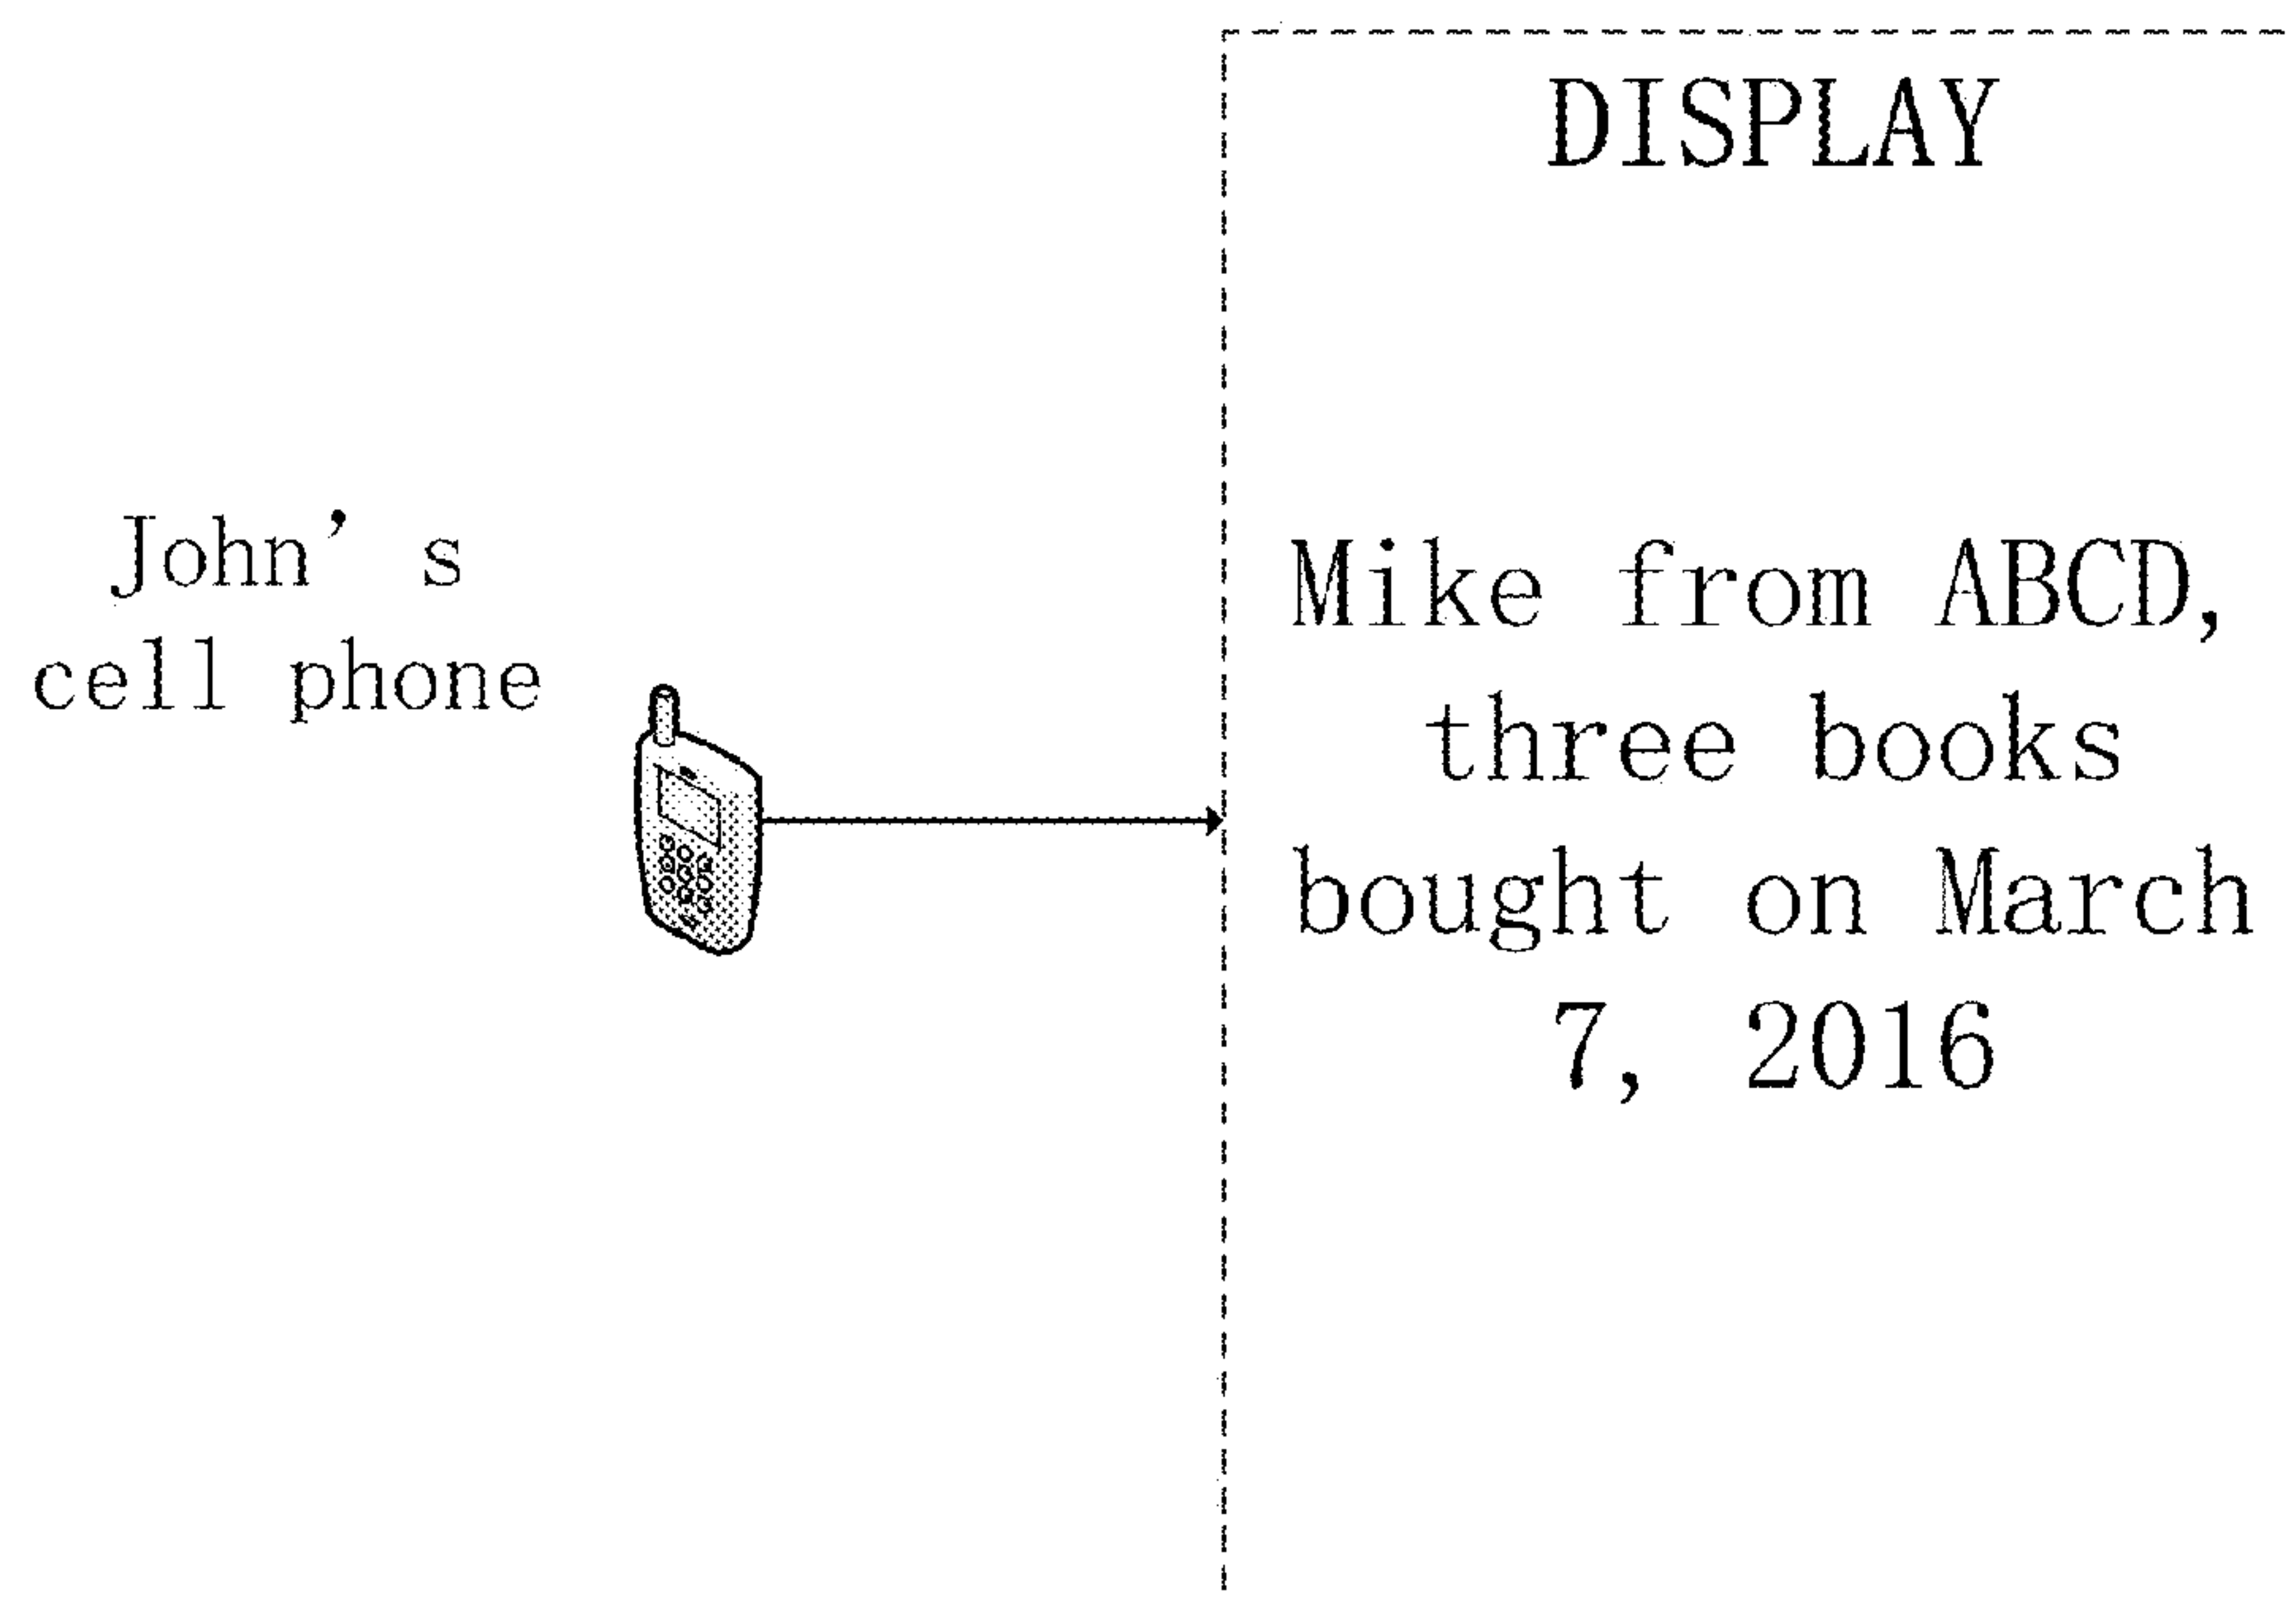 John's
cell phone
DISPLAY
Mike from ABCD,
three books
bought on March
7, 2016